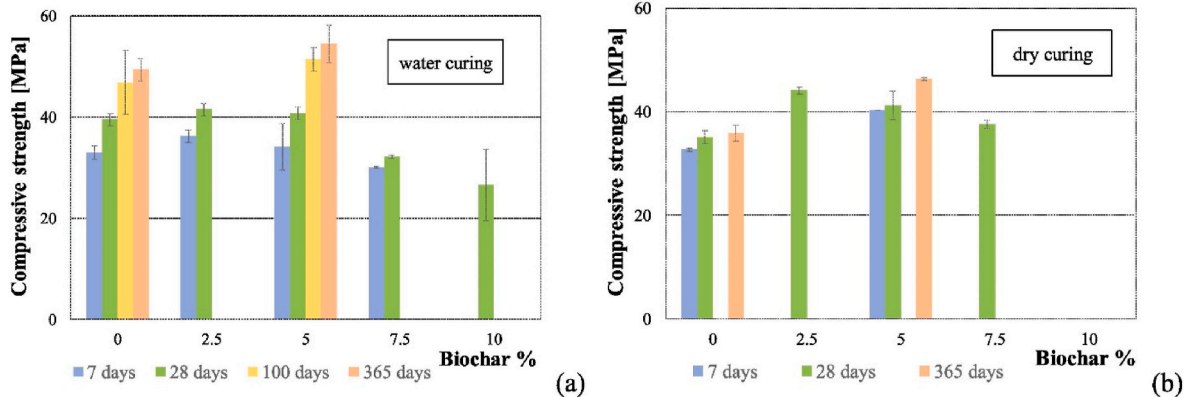 60
40
20
0
Compressive strength [MPa]
water curing
0 2.5 5 7.5 10
Biochar %
7 days 28 days 100 days 365 days
(a)
60
40
20
0
Compressive strength [MPa]
dry curing
0 2.5 5 7.5 10
Biochar %
7 days 28 days 365 days
(b)